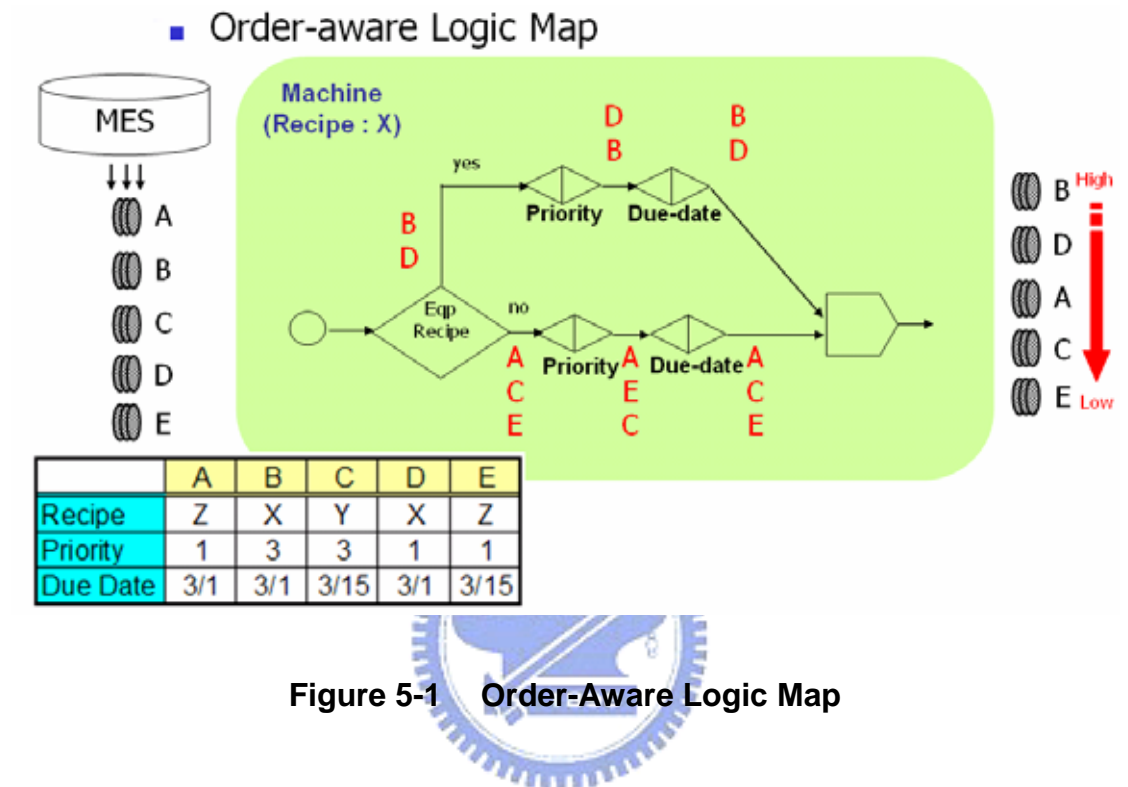 Order-aware Logic Map
MES
A
B
C
D
E
Machine
(Recipe : X)
yes
B
D
Eqp
Recipe
Priority
D
B
Due-date
B
D
no
A
C
E
Priority
A
E
C
Due-date
A
C
E
B High
D
A
C
E Low
A B C D E
Recipe Z X Y X Z
Priority 1 3 3 1 1
Due Date 3/1 3/1 3/15 3/1 3/15
Figure 5-1 Order-Aware Logic Map